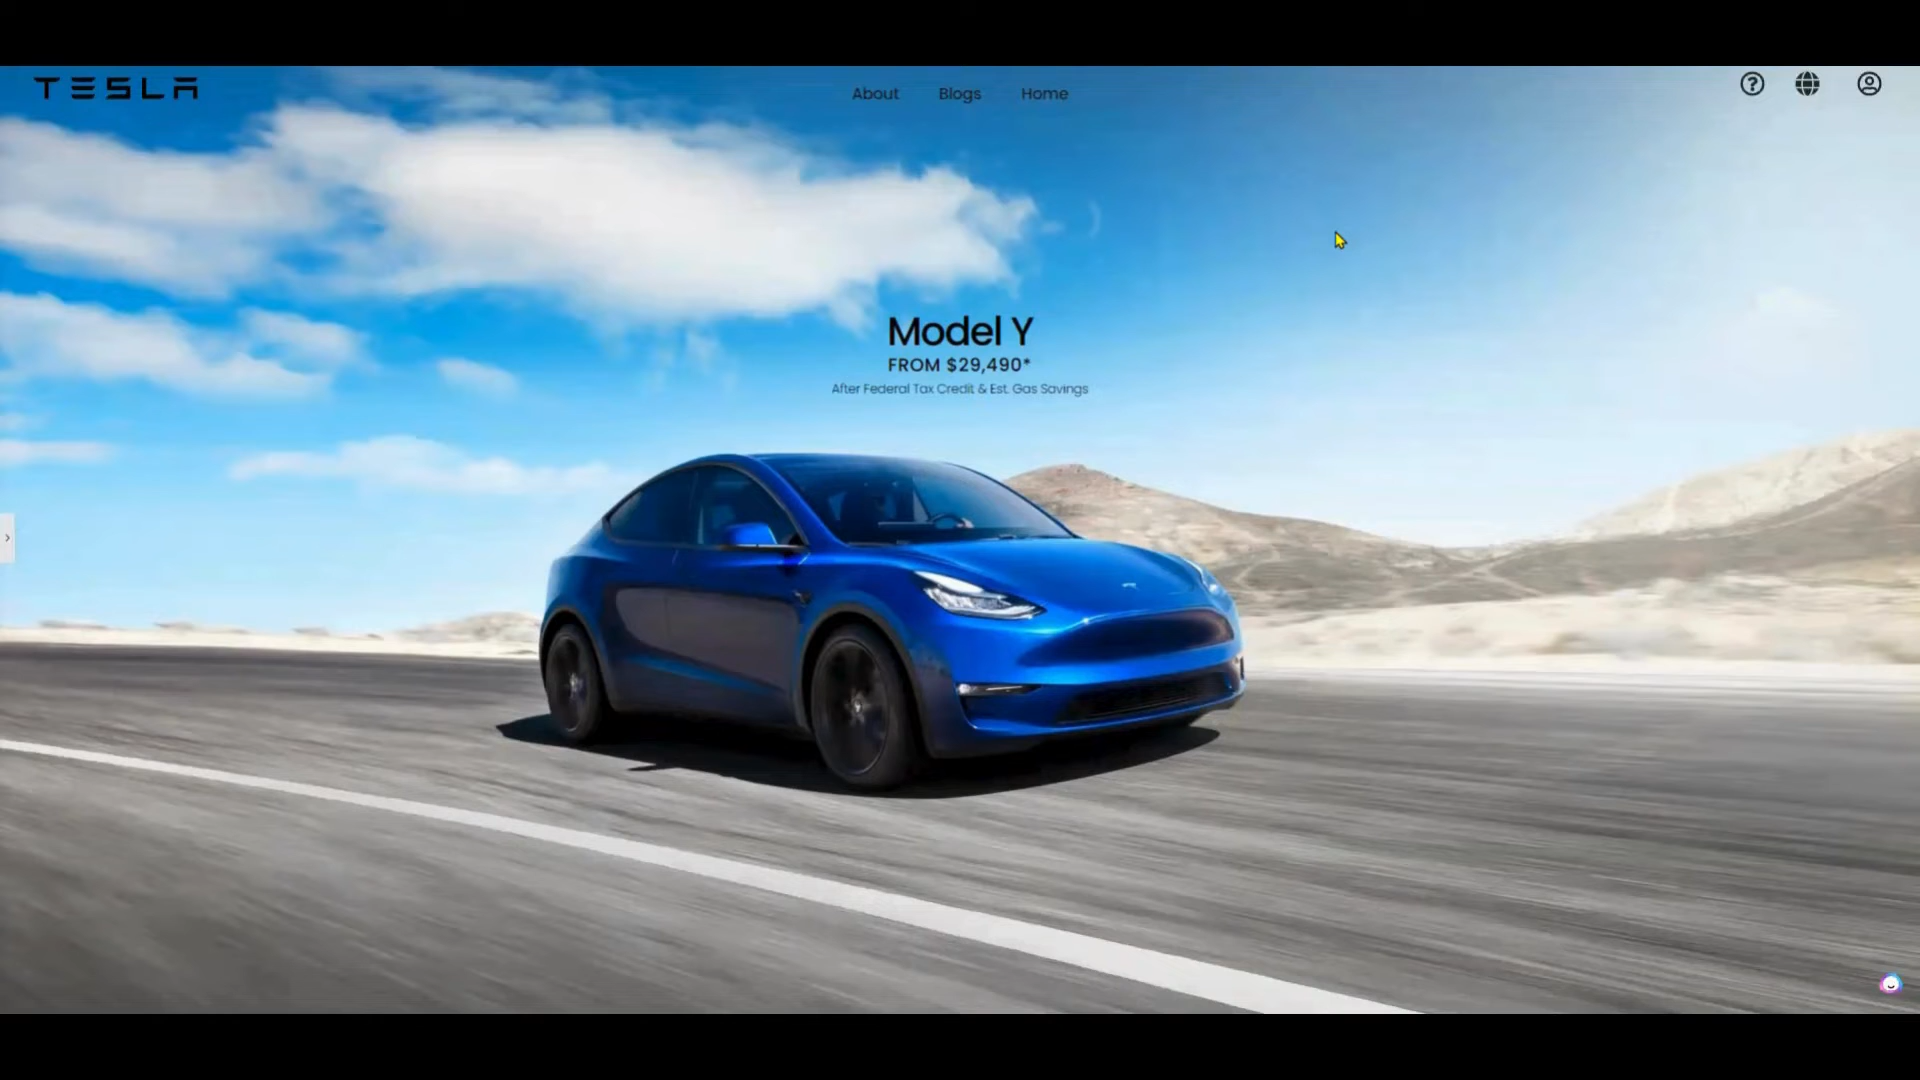 TESLA
About Blogs Home
Model Y
FROM $29,490*
After Federal Tax Credit & Est. Gas Savings